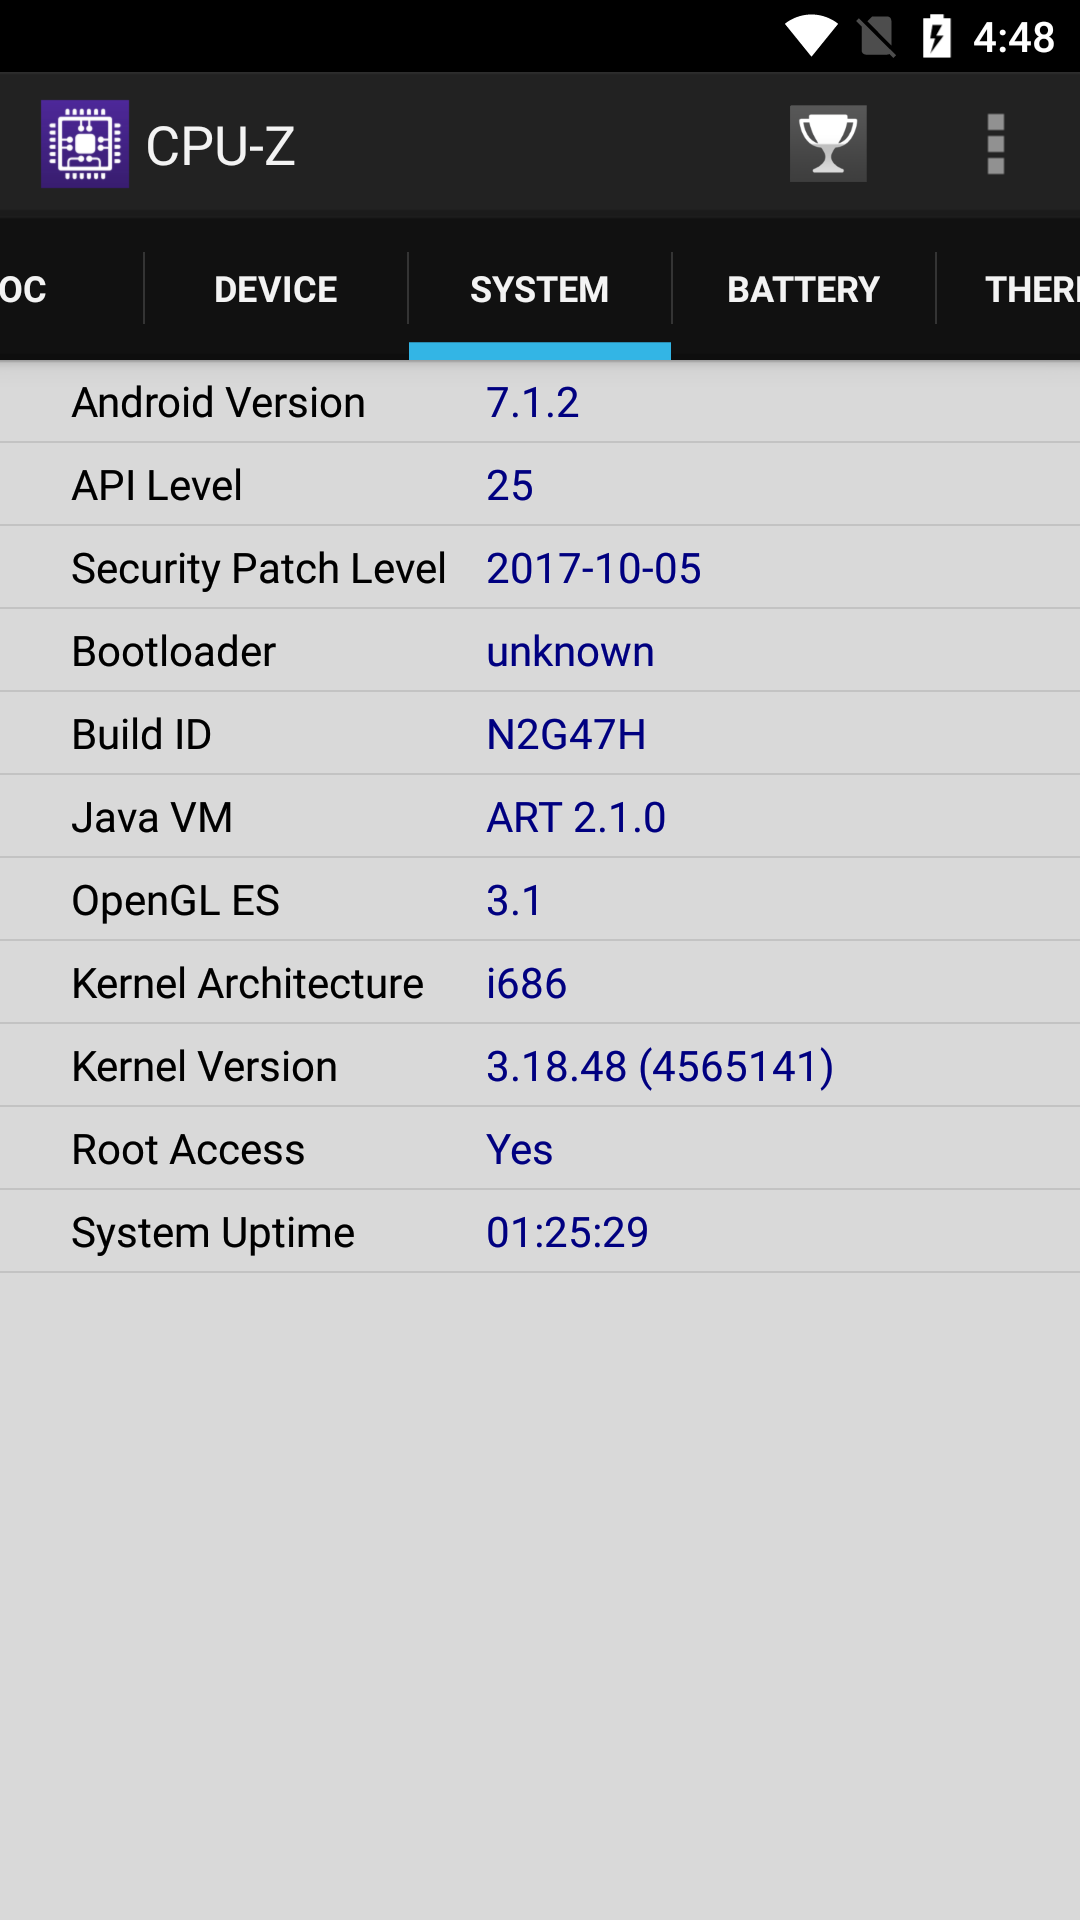 4:48
CPU-Z
OC DEVICE SYSTEM BATTERY THER
Android Version 7.1.2
API Level 25
Security Patch Level 2017-10-05
Bootloader unknown
Build ID N2G47H
Java VM ART 2.1.0
OpenGL ES 3.1
Kernel Architecture i686
Kernel Version 3.18.48 (4565141)
Root Access Yes
System Uptime 01:25:29